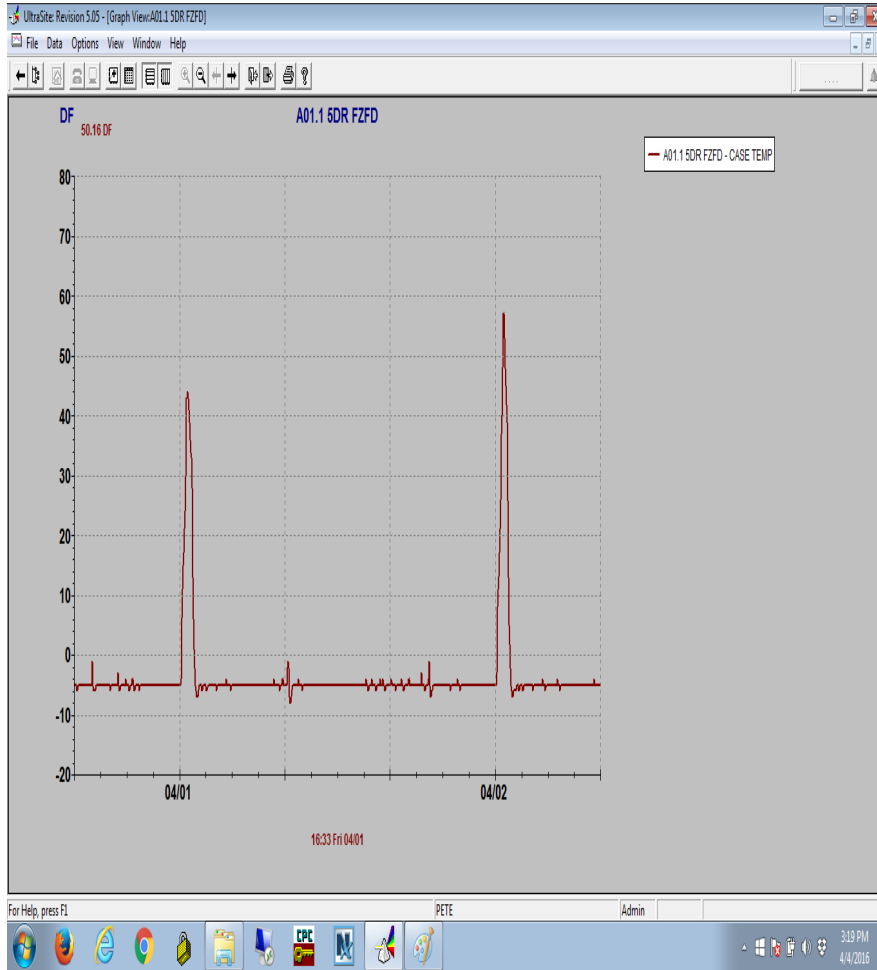 UltraSite: Revision 5.05 - [Graph View:A01.1 5DR FZFD]
File Data Options View Window Help
. . . .
DF
50.16 DF
A01.1 5DR FZFD
A01.1 5DR FZFD - CASE TEMP
80
70
60
50
40
30
20
10
0
-10
-20
04/01 04/02
16:33 Fri 04/01
For Help, press F1 PETE Admin
CPC
3:19 PM
4/4/2016